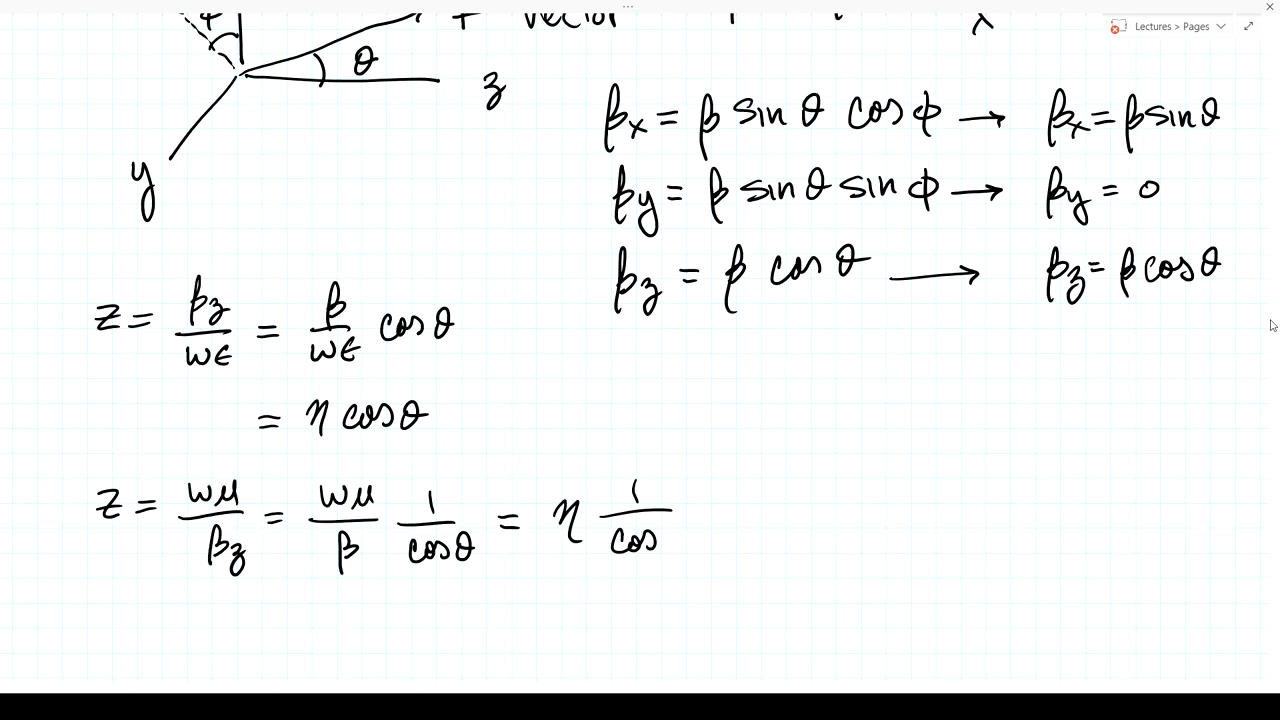 Lectures > Pages
φ
vector
θ
z
y
βx = β sin θ cos φ → βx = β sin θ
βy = β sin θ sin φ → βy = 0
βz = β cos θ → βz = β cos θ
Z = βz/ωε = β/ωε cos θ
= η cos θ
Z = ωμ/βz = ωμ/β 1/cos θ = η 1/cos